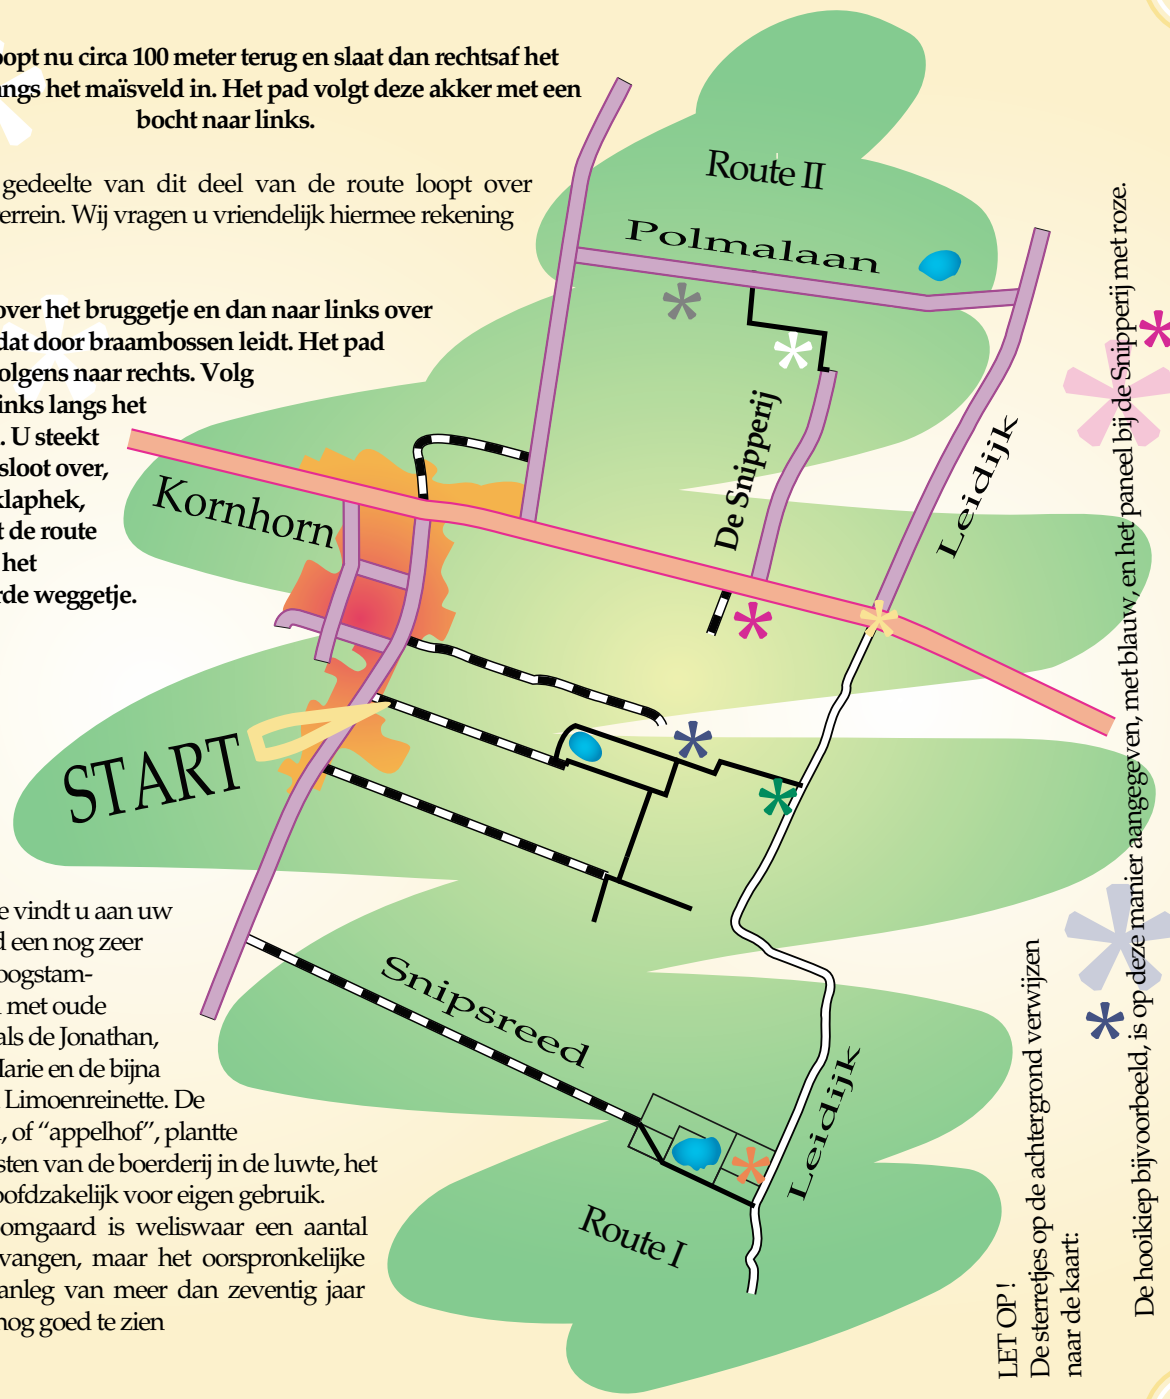 oopt nu circa 100 meter terug en slaat dan rechtsaf het
angs het maïsveld in. Het pad volgt deze akker met een
bocht naar links.
gedeelte van dit deel van de route loopt over
errein. Wij vragen u vriendelijk hiermee rekening
over het bruggetje en dan naar links over
dat door braambossen leidt. Het pad
olgens naar rechts. Volg
inks langs het
. U steekt
sloot over,
klaphek,
t de route
het
rde weggetje.
Route II
Polmalaan
De Snipperij
Leidijk
Kornhorn
START
Snipsreed
Leidijk
Route I
e vindt u aan uw
d een nog zeer
oogstam-
met oude
als de Jonathan,
Marie en de bijna
Limoenreinette. De
, of “appelhof”, plantte
sten van de boerderij in de luwte, het
oofdzakelijk voor eigen gebruik.
omgaard is weliswaar een aantal
vangen, maar het oorspronkelijke
anleg van meer dan zeventig jaar
nog goed te zien
LET OP !
De sterretjes op de achtergrond verwijzen
naar de kaart:
De hooikiep bijvoorbeeld, is op deze manier aangegeven, met blauw, en het paneel bij de Snipperij met roze.